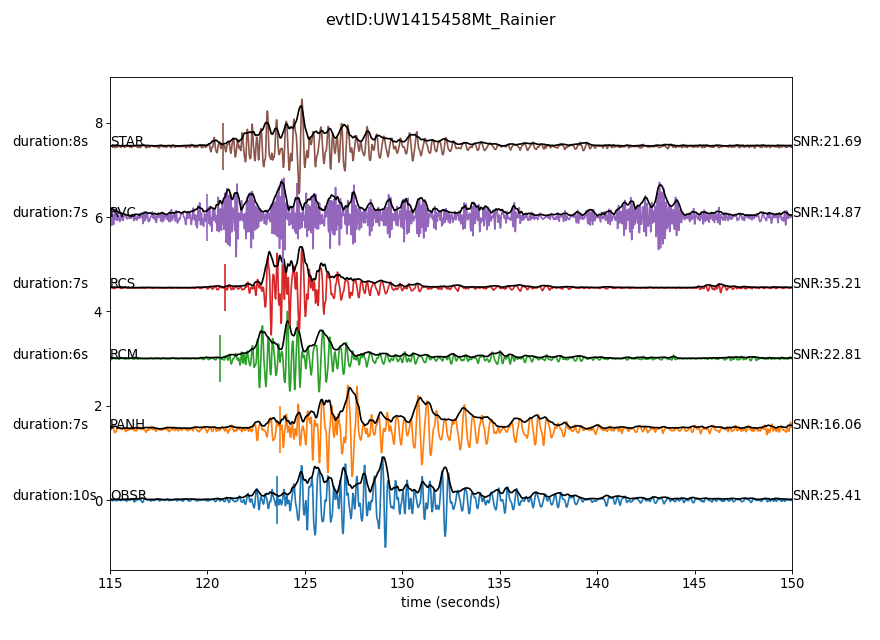 evtID:UW1415458Mt_Rainier
8
duration:8s STAR SNR:21.69
duration:7s RVC SNR:14.87
6
duration:7s RCS SNR:35.21
4
duration:6s RCM SNR:22.81
2
duration:7s PANH SNR:16.06
duration:10s OBSR SNR:25.41
0
115 120 125 130 135 140 145 150
time (seconds)